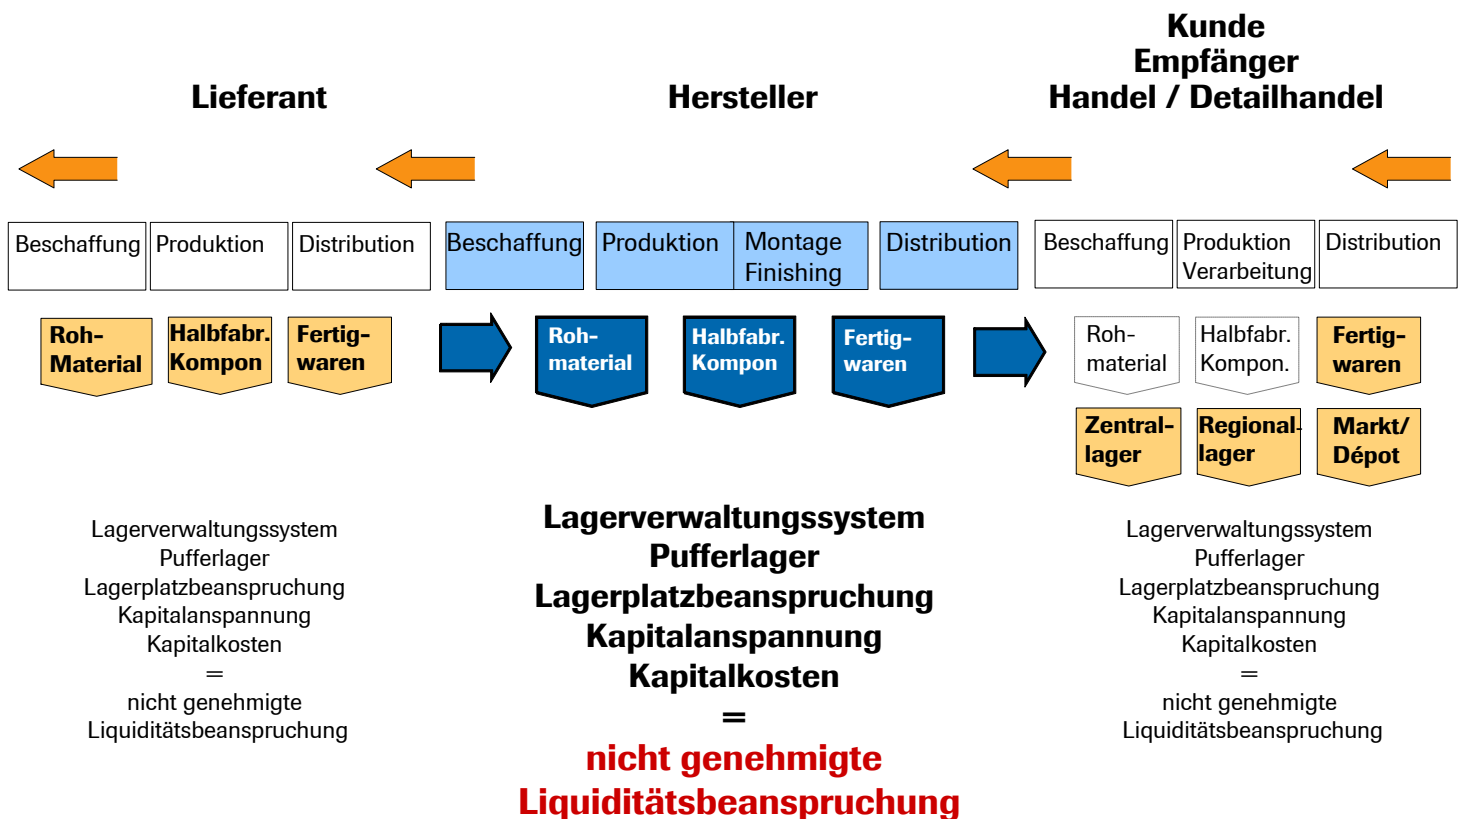 Kunde
Empfänger
Handel / Detailhandel
Lieferant
Hersteller
Beschaffung
Produktion
Distribution
Beschaffung
Produktion
Montage
Finishing
Distribution
Beschaffung
Produktion
Verarbeitung
Distribution
Roh-
Material
Halbfabr.
Kompon
Fertig-
waren
Roh-
material
Halbfabr.
Kompon
Fertig-
waren
Roh-
material
Halbfabr.
Kompon.
Fertig-
waren
Zentral-
lager
Regional-
lager
Markt/
Dépot
Lagerverwaltungssystem
Pufferlager
Lagerplatzbeanspruchung
Kapitalanspannung
Kapitalkosten
=
nicht genehmigte
Liquiditätsbeanspruchung
Lagerverwaltungssystem
Pufferlager
Lagerplatzbeanspruchung
Kapitalanspannung
Kapitalkosten
=
nicht genehmigte
Liquiditätsbeanspruchung
Lagerverwaltungssystem
Pufferlager
Lagerplatzbeanspruchung
Kapitalanspannung
Kapitalkosten
=
nicht genehmigte
Liquiditätsbeanspruchung